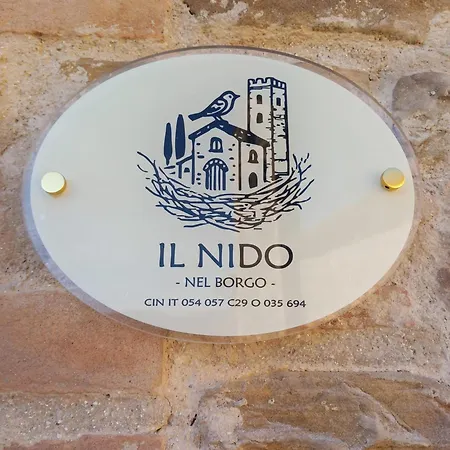 IL NIDO
- NEL BORGO -
CIN IT 054 057 C29 O 035 694